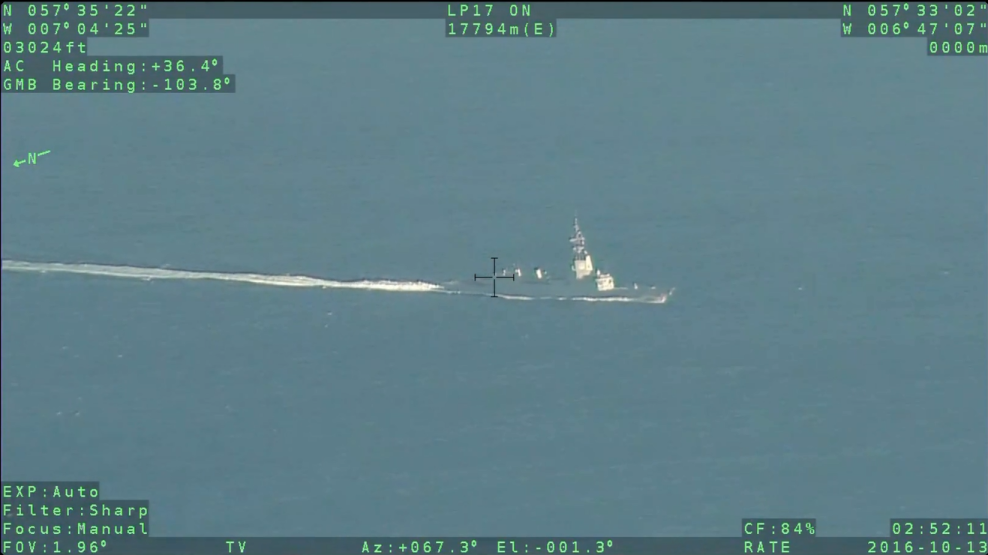 N 057°35'22" LP17 ON N 057°33'02"
W 007°04'25" 17794m(E) W 006°47'07"
03024ft 0000m
AC Heading:+36.4°
GMB Bearing:-103.8°
N
EXP:Auto
Filter:Sharp
Focus:Manual CF:84% 02:52:11
FOV:1.96° TV Az:+067.3° El:-001.3° RATE 2016-10-13